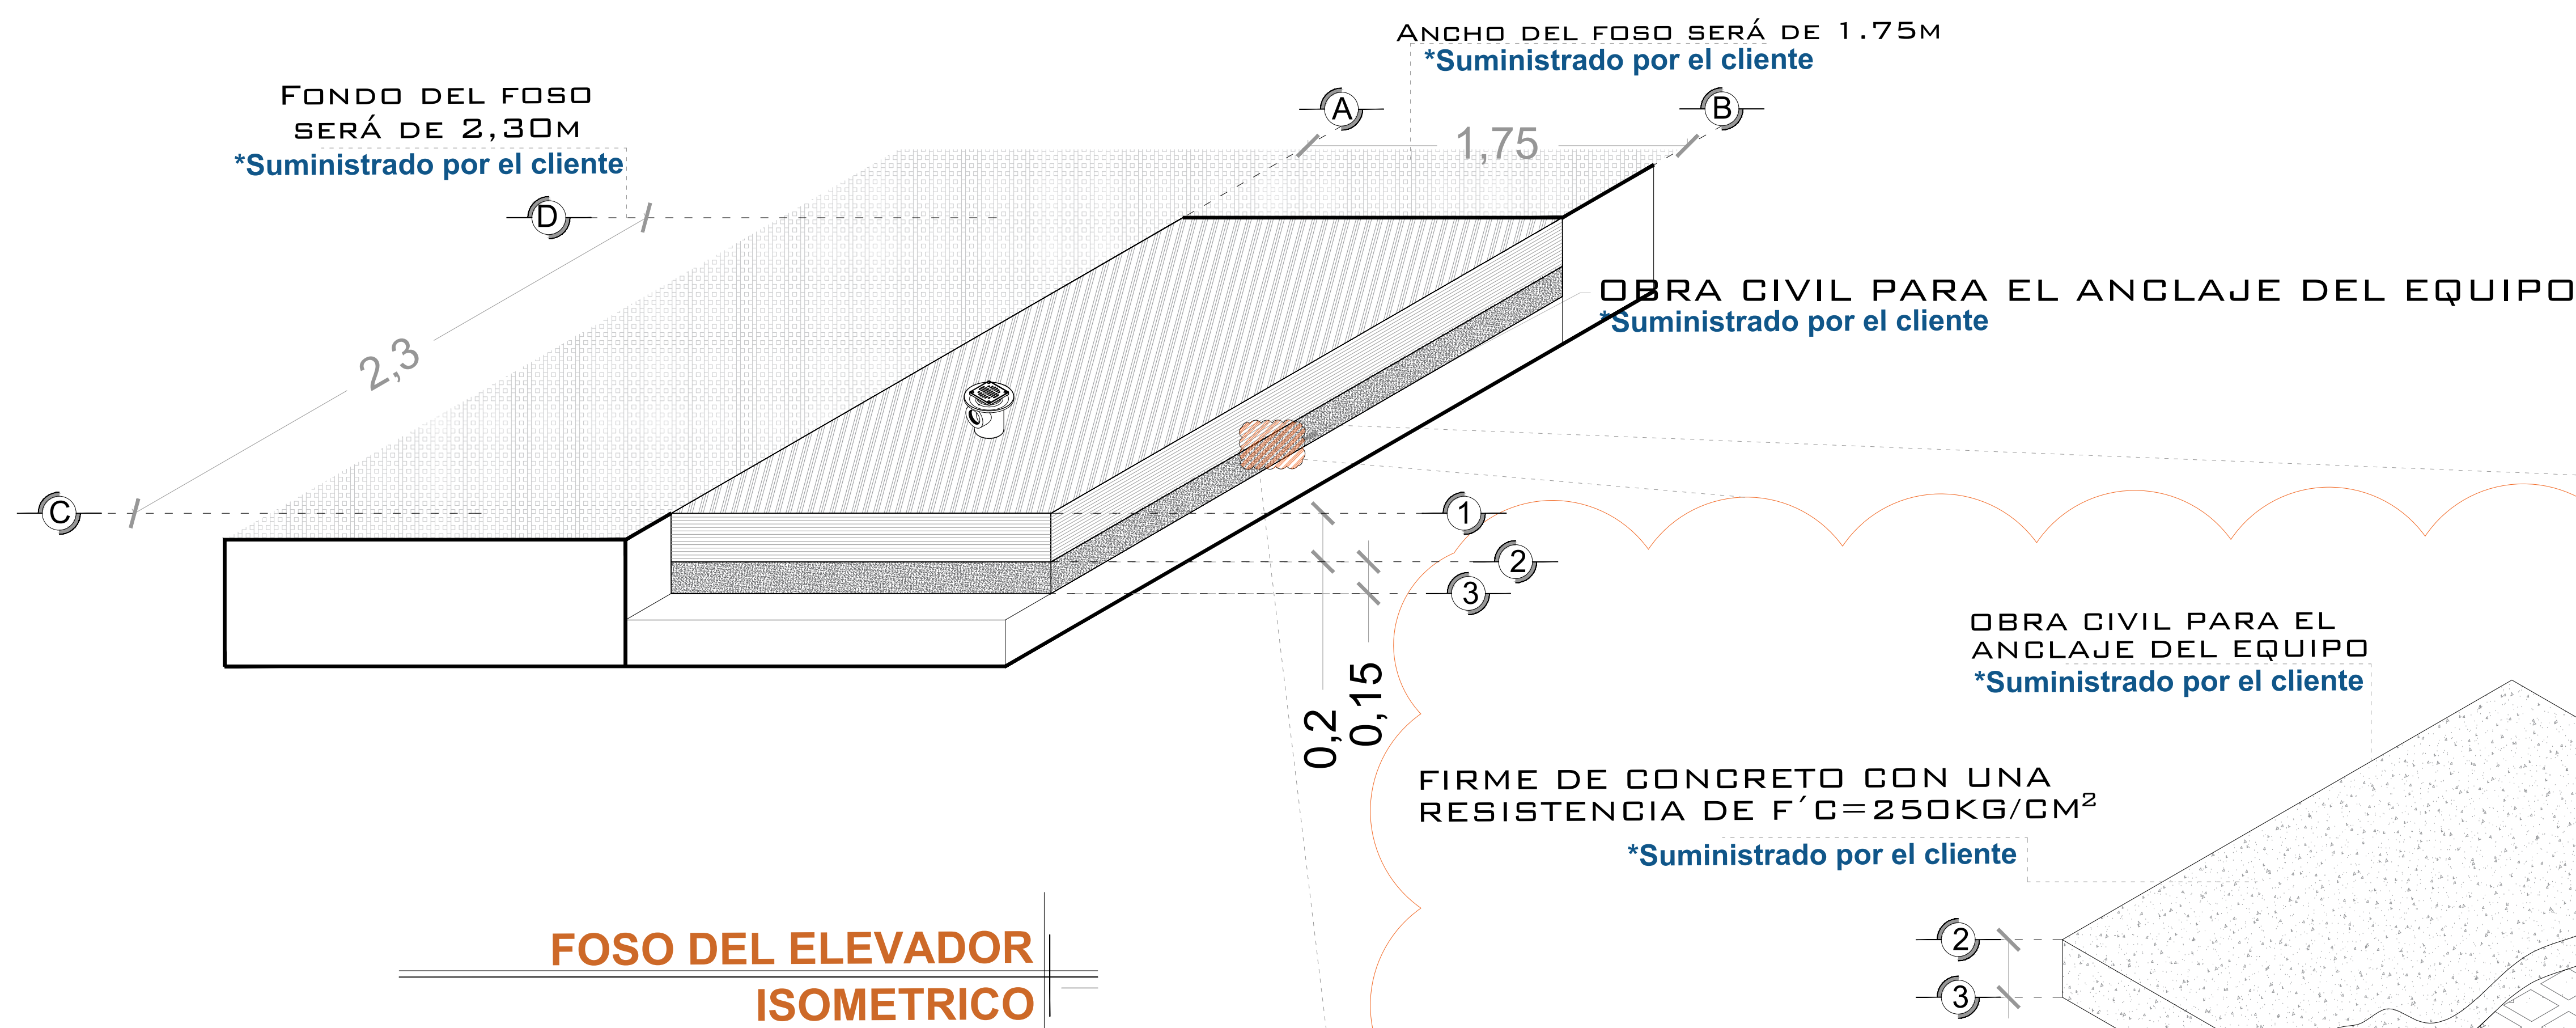 ANCHO DEL FOSO SERÁ DE 1.75M
*Suministrado por el cliente
FONDO DEL FOSO
SERÁ DE 2,30M
*Suministrado por el cliente
A
B
1,75
D
OBRA CIVIL PARA EL ANCLAJE DEL EQUIPO
*Suministrado por el cliente
2,3
C
1
2
3
0,2
0,15
OBRA CIVIL PARA EL
ANCLAJE DEL EQUIPO
*Suministrado por el cliente
FIRME DE CONCRETO CON UNA
RESISTENCIA DE F´C=250KG/CM²
*Suministrado por el cliente
2
3
FOSO DEL ELEVADOR
ISOMETRICO